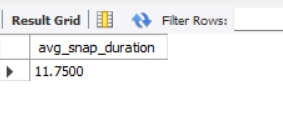 Result Grid Filter Rows:
avg_snap_duration
11.7500